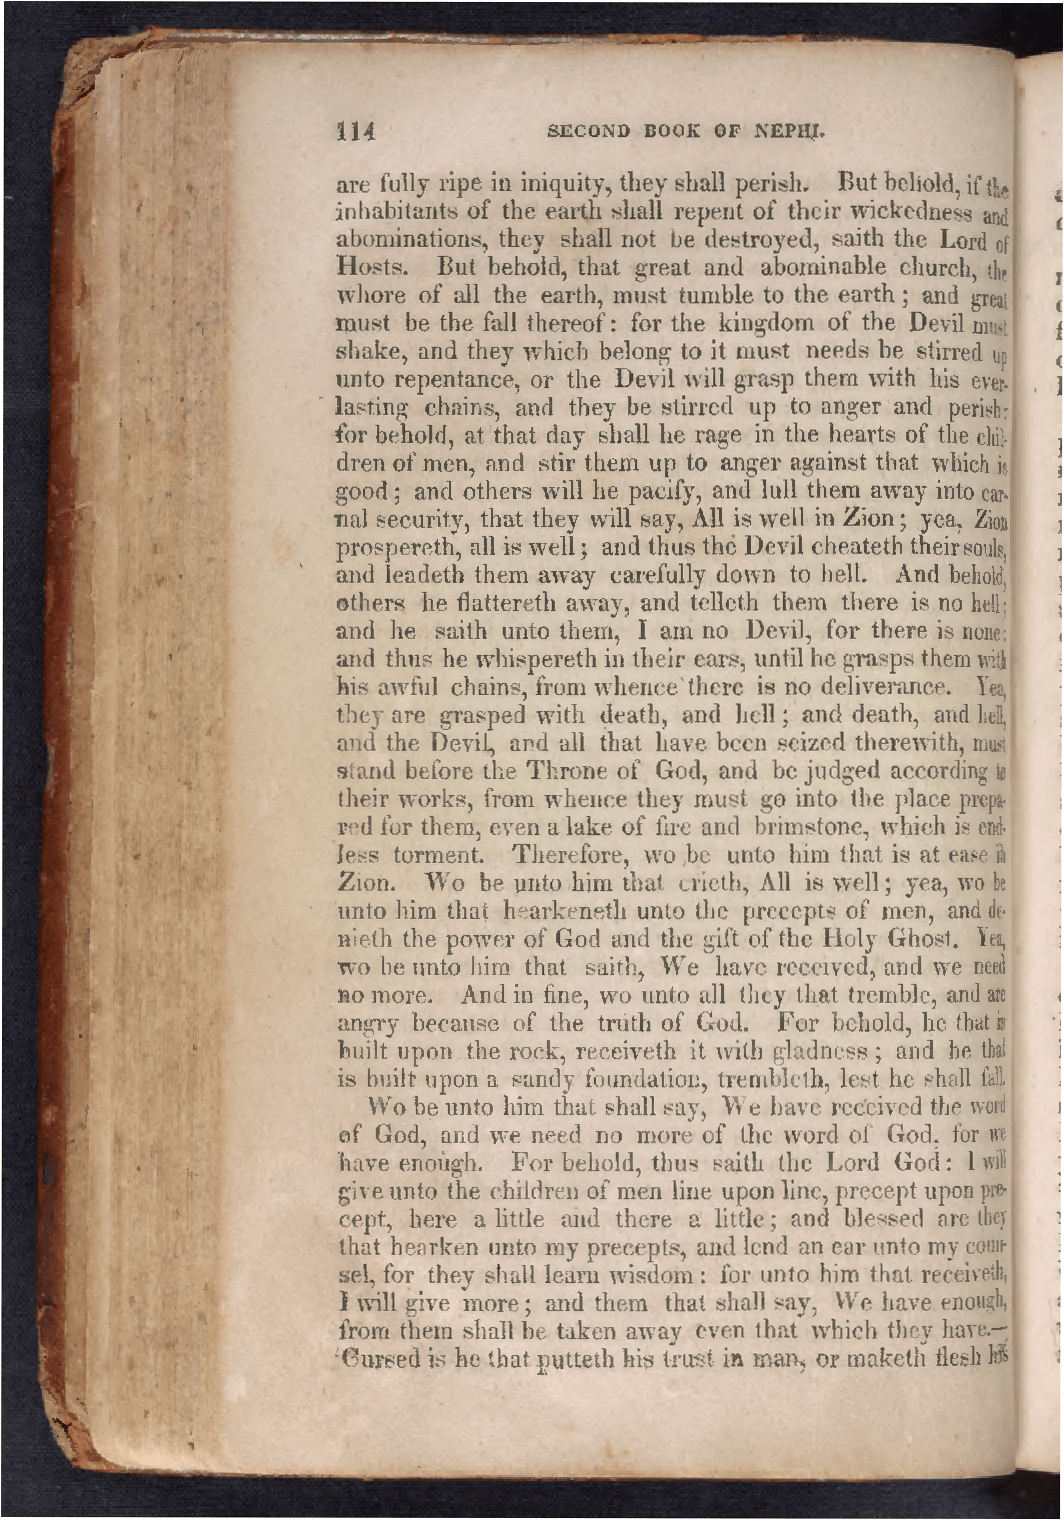 114 SECOND BOOK OF NEPHI.
are fully ripe in iniquity, they shall perish. But behold, if the
inhabitants of the earth shall repent of their wickedness and
abominations, they shall not be destroyed, saith the Lord of
Hosts. But behold, that great and abominable church, the
whore of all the earth, must tumble to the earth; and great
must be the fall thereof: for the kingdom of the Devil must
shake, and they which belong to it must needs be stirred up
unto repentance, or the Devil will grasp them with his ever-
lasting chains, and they be stirred up to anger and perish:
for behold, at that day shall he rage in the hearts of the chil-
dren of men, and stir them up to anger against that which is
good; and others will he pacify, and lull them away into car-
nal security, that they will say, All is well in Zion; yea, Zion
prospereth, all is well; and thus the Devil cheateth their souls,
and leadeth them away carefully down to hell. And behold,
others he flattereth away, and telleth them there is no hell;
and he saith unto them, I am no Devil, for there is none:
and thus he whispereth in their ears, until he grasps them with
his awful chains, from whence there is no deliverance. Yea,
they are grasped with death, and hell; and death, and hell,
and the Devil, and all that have been seized therewith, must
stand before the Throne of God, and be judged according to
their works, from whence they must go into the place prepa-
red for them, even a lake of fire and brimstone, which is end-
less torment. Therefore, wo be unto him that is at ease in
Zion. Wo be unto him that crieth, All is well; yea, wo be
unto him that hearkeneth unto the precepts of men, and de-
nieth the power of God and the gift of the Holy Ghost. Yea,
wo be unto him that saith, We have received, and we need
no more. And in fine, wo unto all they that tremble, and are
angry because of the truth of God. For behold, he that is
built upon the rock, receiveth it with gladness; and he that
is built upon a sandy foundation, trembleth, lest he shall fall.
Wo be unto him that shall say, We have received the word
of God, and we need no more of the word of God, for we
have enough. For behold, thus saith the Lord God: I will
give unto the children of men line upon line, precept upon pre-
cept, here a little and there a little; and blessed are they
that hearken unto my precepts, and lend an ear unto my coun-
sel, for they shall learn wisdom: for unto him that receiveth,
I will give more; and them that shall say, We have enough,
from them shall be taken away even that which they have.—
Cursed is he that putteth his trust in man, or maketh flesh his